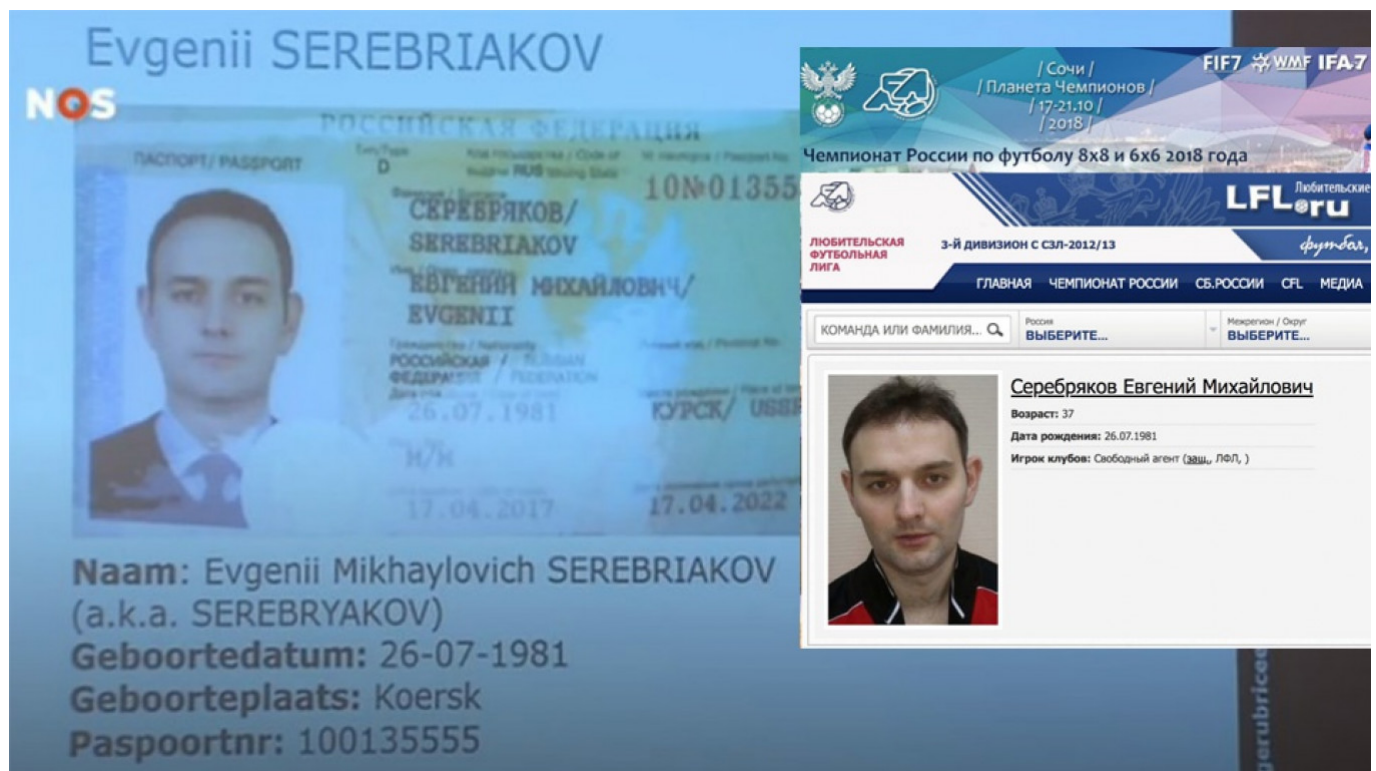 Evgenii SEREBRIAKOV
NOS
РОССИЙСКАЯ ФЕДЕРАЦИЯ
ПАСПОРТ/ PASSPORT
D
RUS
10№01355
СЕРЕБРЯКОВ/
SEREBRIAKOV
ЕВГЕНИЙ МИХАЙЛОВИЧ/
EVGENII
РОССИЙСКАЯ /
ФЕДЕРАЦИЯ / FEDERATION
26.07.1981
КУРСК/ USSR
М/M
17.04.2017
17.04.2022
Naam: Evgenii Mikhaylovich SEREBRIAKOV
(a.k.a. SEREBRYAKOV)
Geboortedatum: 26-07-1981
Geboorteplaats: Koersk
Paspoortnr: 100135555
/ Сочи /
/ Планета Чемпионов /
/ 17-21.10 /
/ 2018 /
FIF7 WMF IFA7
Чемпионат России по футболу 8x8 и 6x6 2018 года
LFL.ru
Любительские
ЛЮБИТЕЛЬСКАЯ
ФУТБОЛЬНАЯ
ЛИГА
3-Й ДИВИЗИОН С СЗЛ-2012/13
футбол,
ГЛАВНАЯ ЧЕМПИОНАТ РОССИИ СБ.РОССИИ CFL МЕДИА
КОМАНДА ИЛИ ФАМИЛИЯ...
Россия
ВЫБЕРИТЕ...
Межрегион / Округ
ВЫБЕРИТЕ...
Серебряков Евгений Михайлович
Возраст: 37
Дата рождения: 26.07.1981
Игрок клубов: Свободный агент (защ., ЛФЛ, )
gerubricee